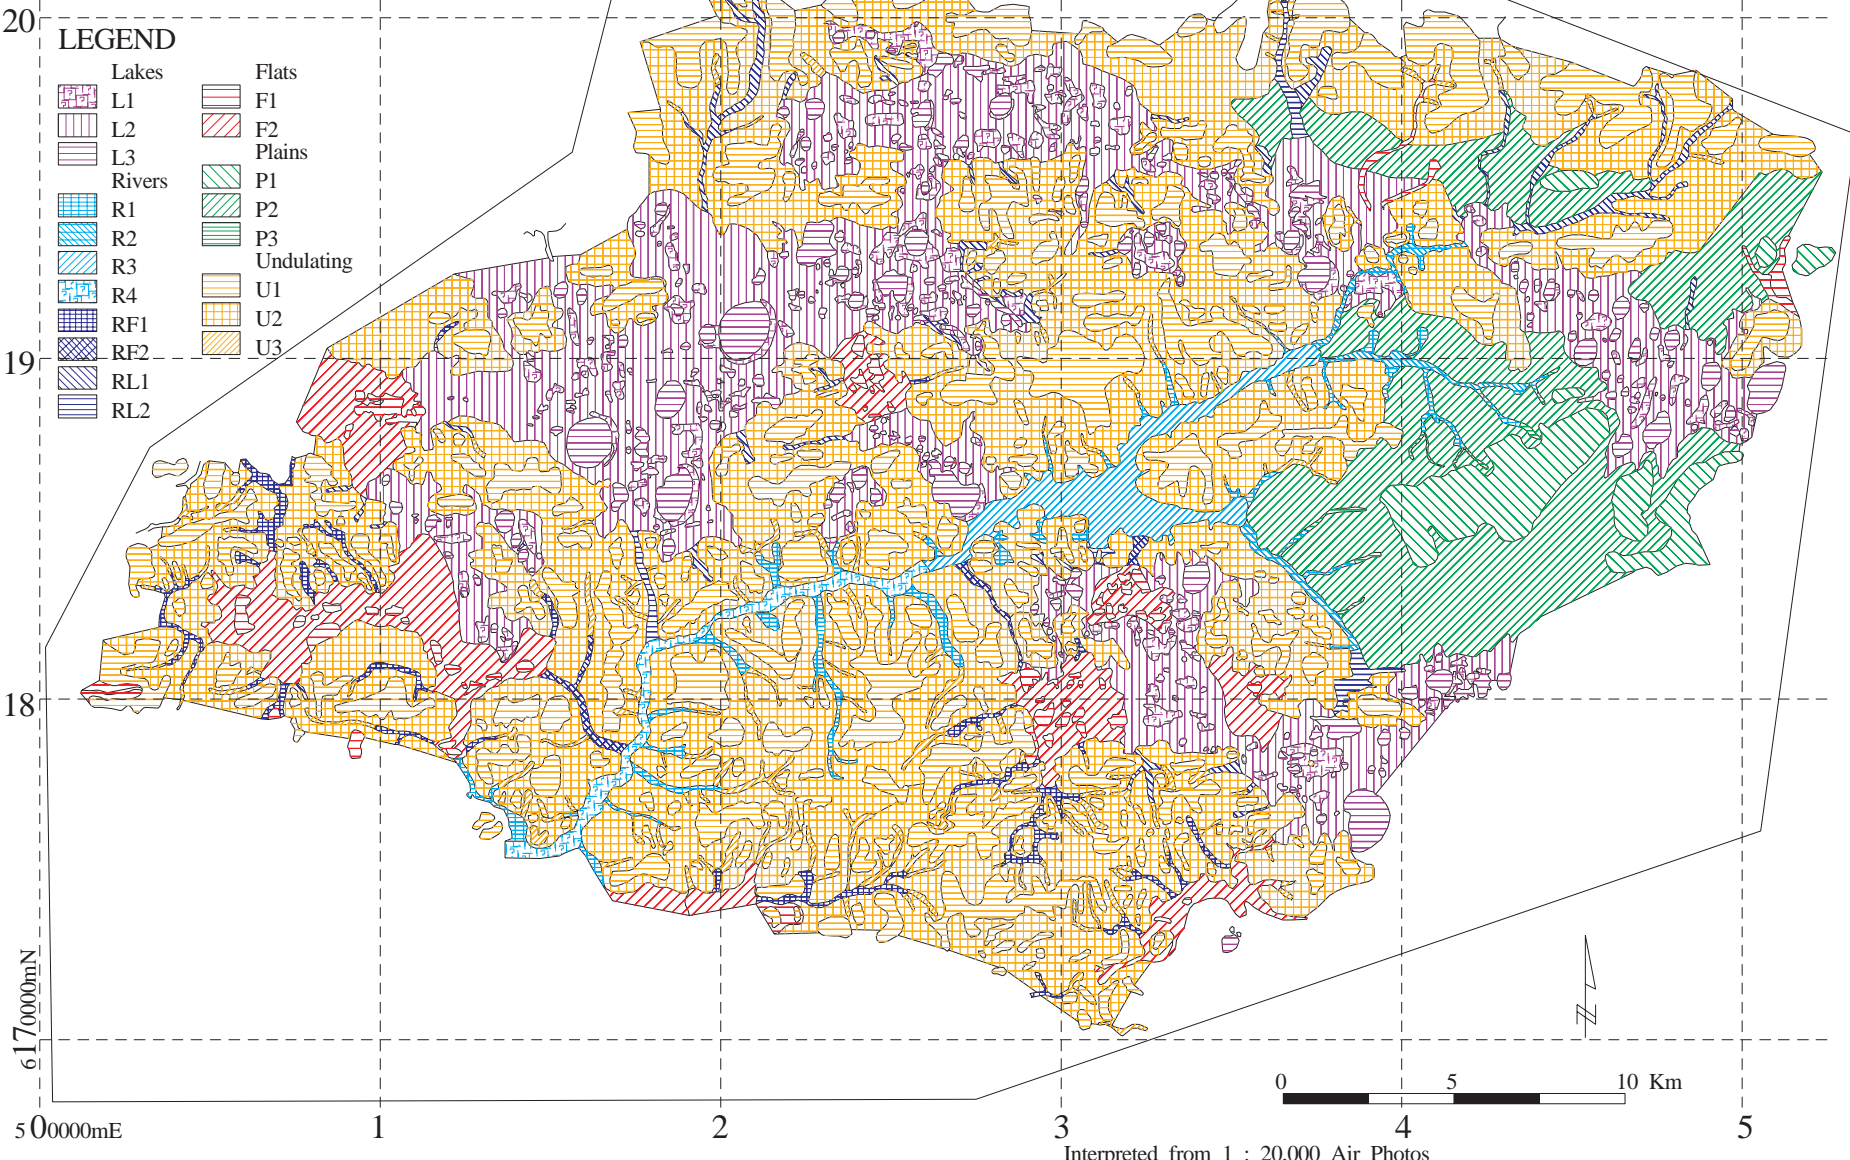 20
LEGEND
Lakes
L1
L2
L3
Rivers
R1
R2
R3
R4
RF1
RF2
RL1
RL2
Flats
F1
F2
Plains
P1
P2
P3
Undulating
U1
U2
U3
19
18
6170000mN
500000mE
1
2
3
4
5
0 5 10 Km
Interpreted from 1 : 20,000 Air Photos